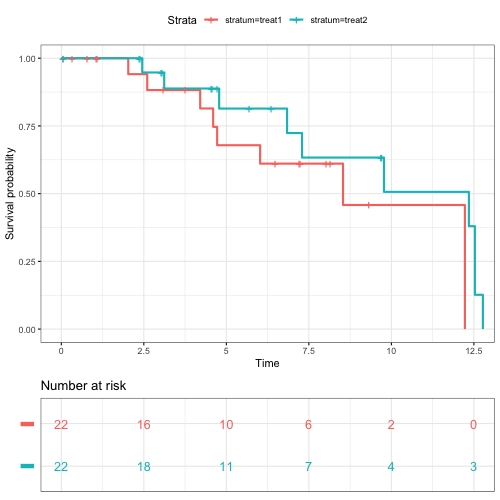 Strata stratum=treat1 stratum=treat2
Survival probability
1.00
0.75
0.50
0.25
0.00
0 2.5 5 7.5 10 12.5
Time
Number at risk
22 16 10 6 2 0
22 18 11 7 4 3